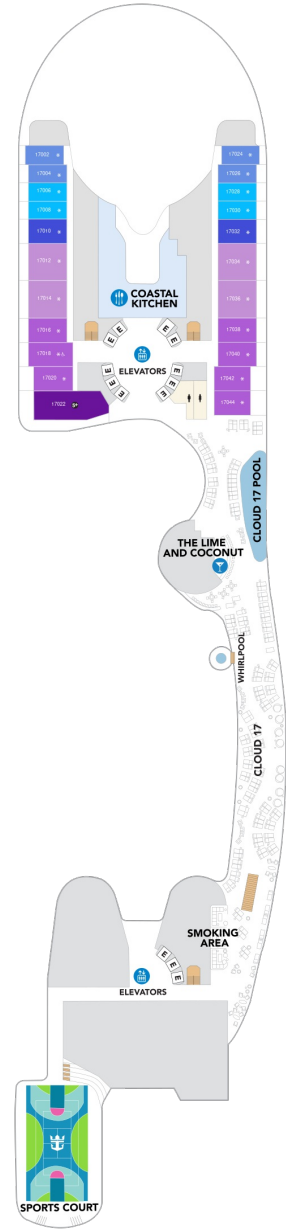 17002
17024
17004
17026
17006
17028
17008
17030
17010
17032
17012
17034
17014
17036
COASTAL
KITCHEN
17016
17038
E E E E
17018
17040
ELEVATORS
E E E E E E
17020
17042
17022
17044
CLOUD 17 POOL
THE LIME
AND COCONUT
WHIRLPOOL
CLOUD 17
SMOKING
AREA
E E E
ELEVATORS
SPORTS COURT